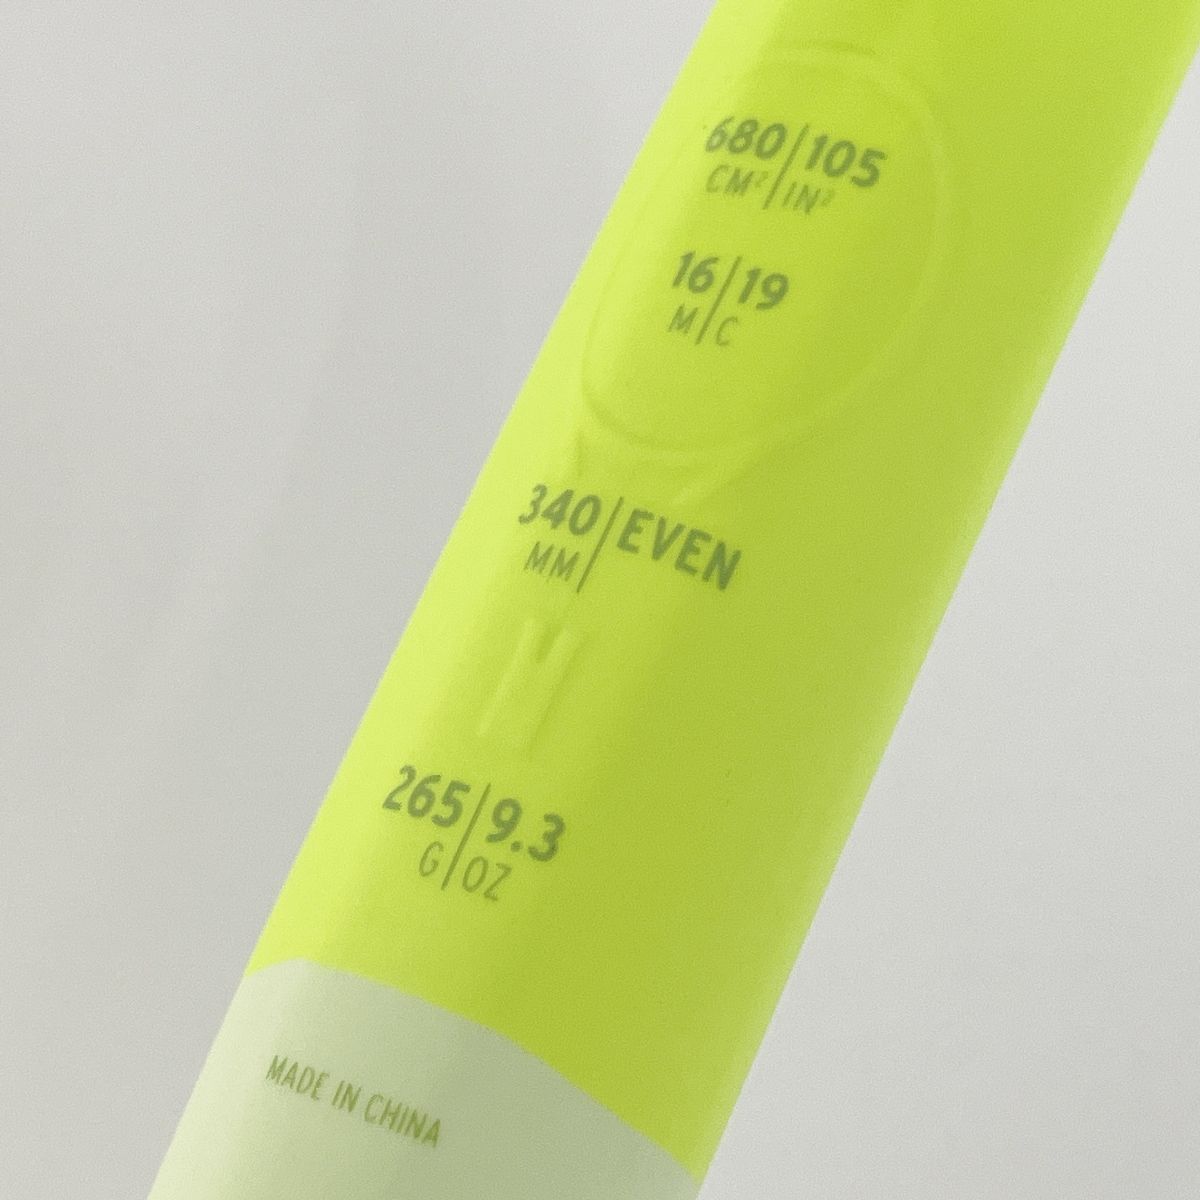 680|105
CM²|IN²
16|19
M|C
340|EVEN
MM|
265|9.3
G|OZ
MADE IN CHINA